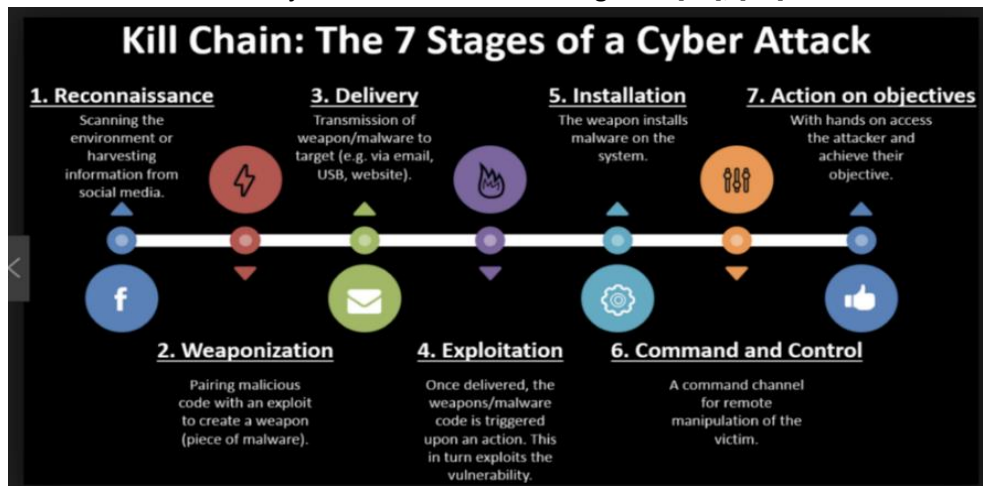 Kill Chain: The 7 Stages of a Cyber Attack
1. Reconnaissance
Scanning the
environment or
harvesting
information from
social media.
3. Delivery
Transmission of
weapon/malware to
target (e.g. via email,
USB, website).
5. Installation
The weapon installs
malware on the
system.
7. Action on objectives
With hands on access
the attacker and
achieve their
objective.
f
2. Weaponization
Pairing malicious
code with an exploit
to create a weapon
(piece of malware).
4. Exploitation
Once delivered, the
weapons/malware
code is triggered
upon an action. This
in turn exploits the
vulnerability.
6. Command and Control
A command channel
for remote
manipulation of the
victim.